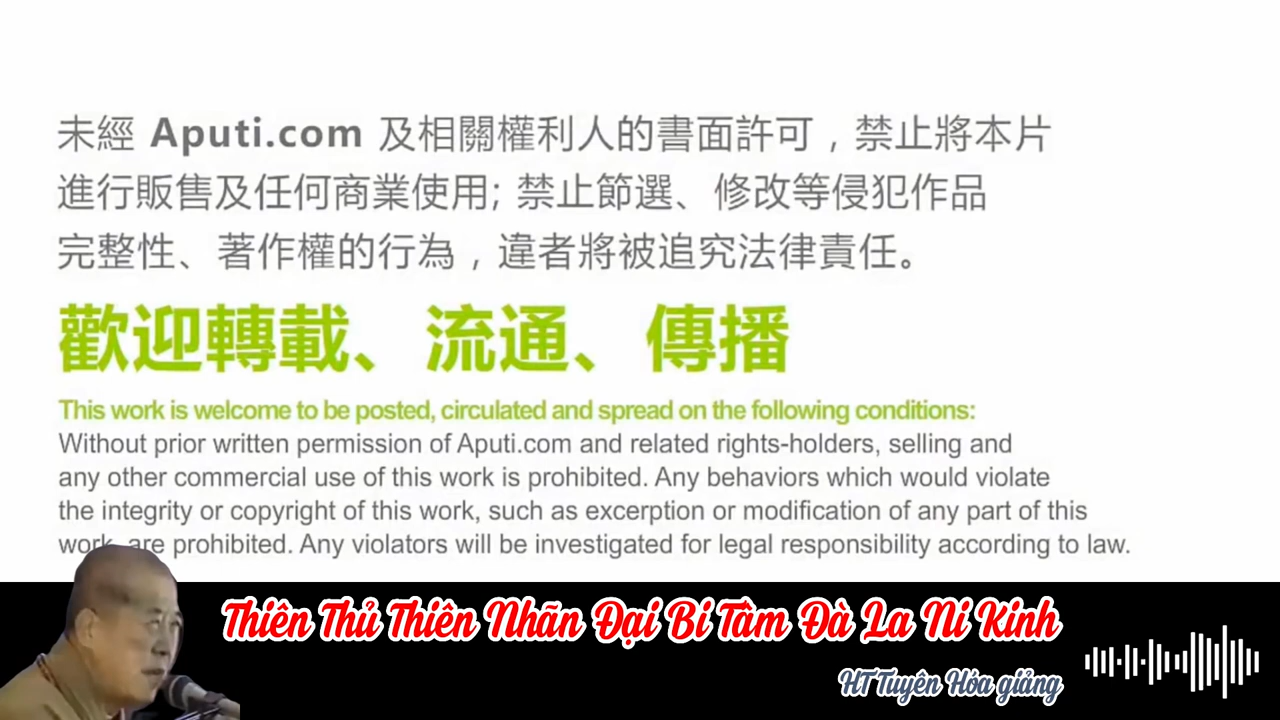 未經 Aputi.com 及相關權利人的書面許可，禁止將本片
進行販售及任何商業使用; 禁止節選、修改等侵犯作品
完整性、著作權的行為，違者將被追究法律責任。
歡迎轉載、流通、傳播
This work is welcome to be posted, circulated and spread on the following conditions:
Without prior written permission of Aputi.com and related rights-holders, selling and
any other commercial use of this work is prohibited. Any behaviors which would violate
the integrity or copyright of this work, such as excerption or modification of any part of this
work, are prohibited. Any violators will be investigated for legal responsibility according to law.
Thiên Thủ Thiên Nhãn Đại Bi Tâm Đà La Ni Kinh
HT Tuyên Hóa giảng